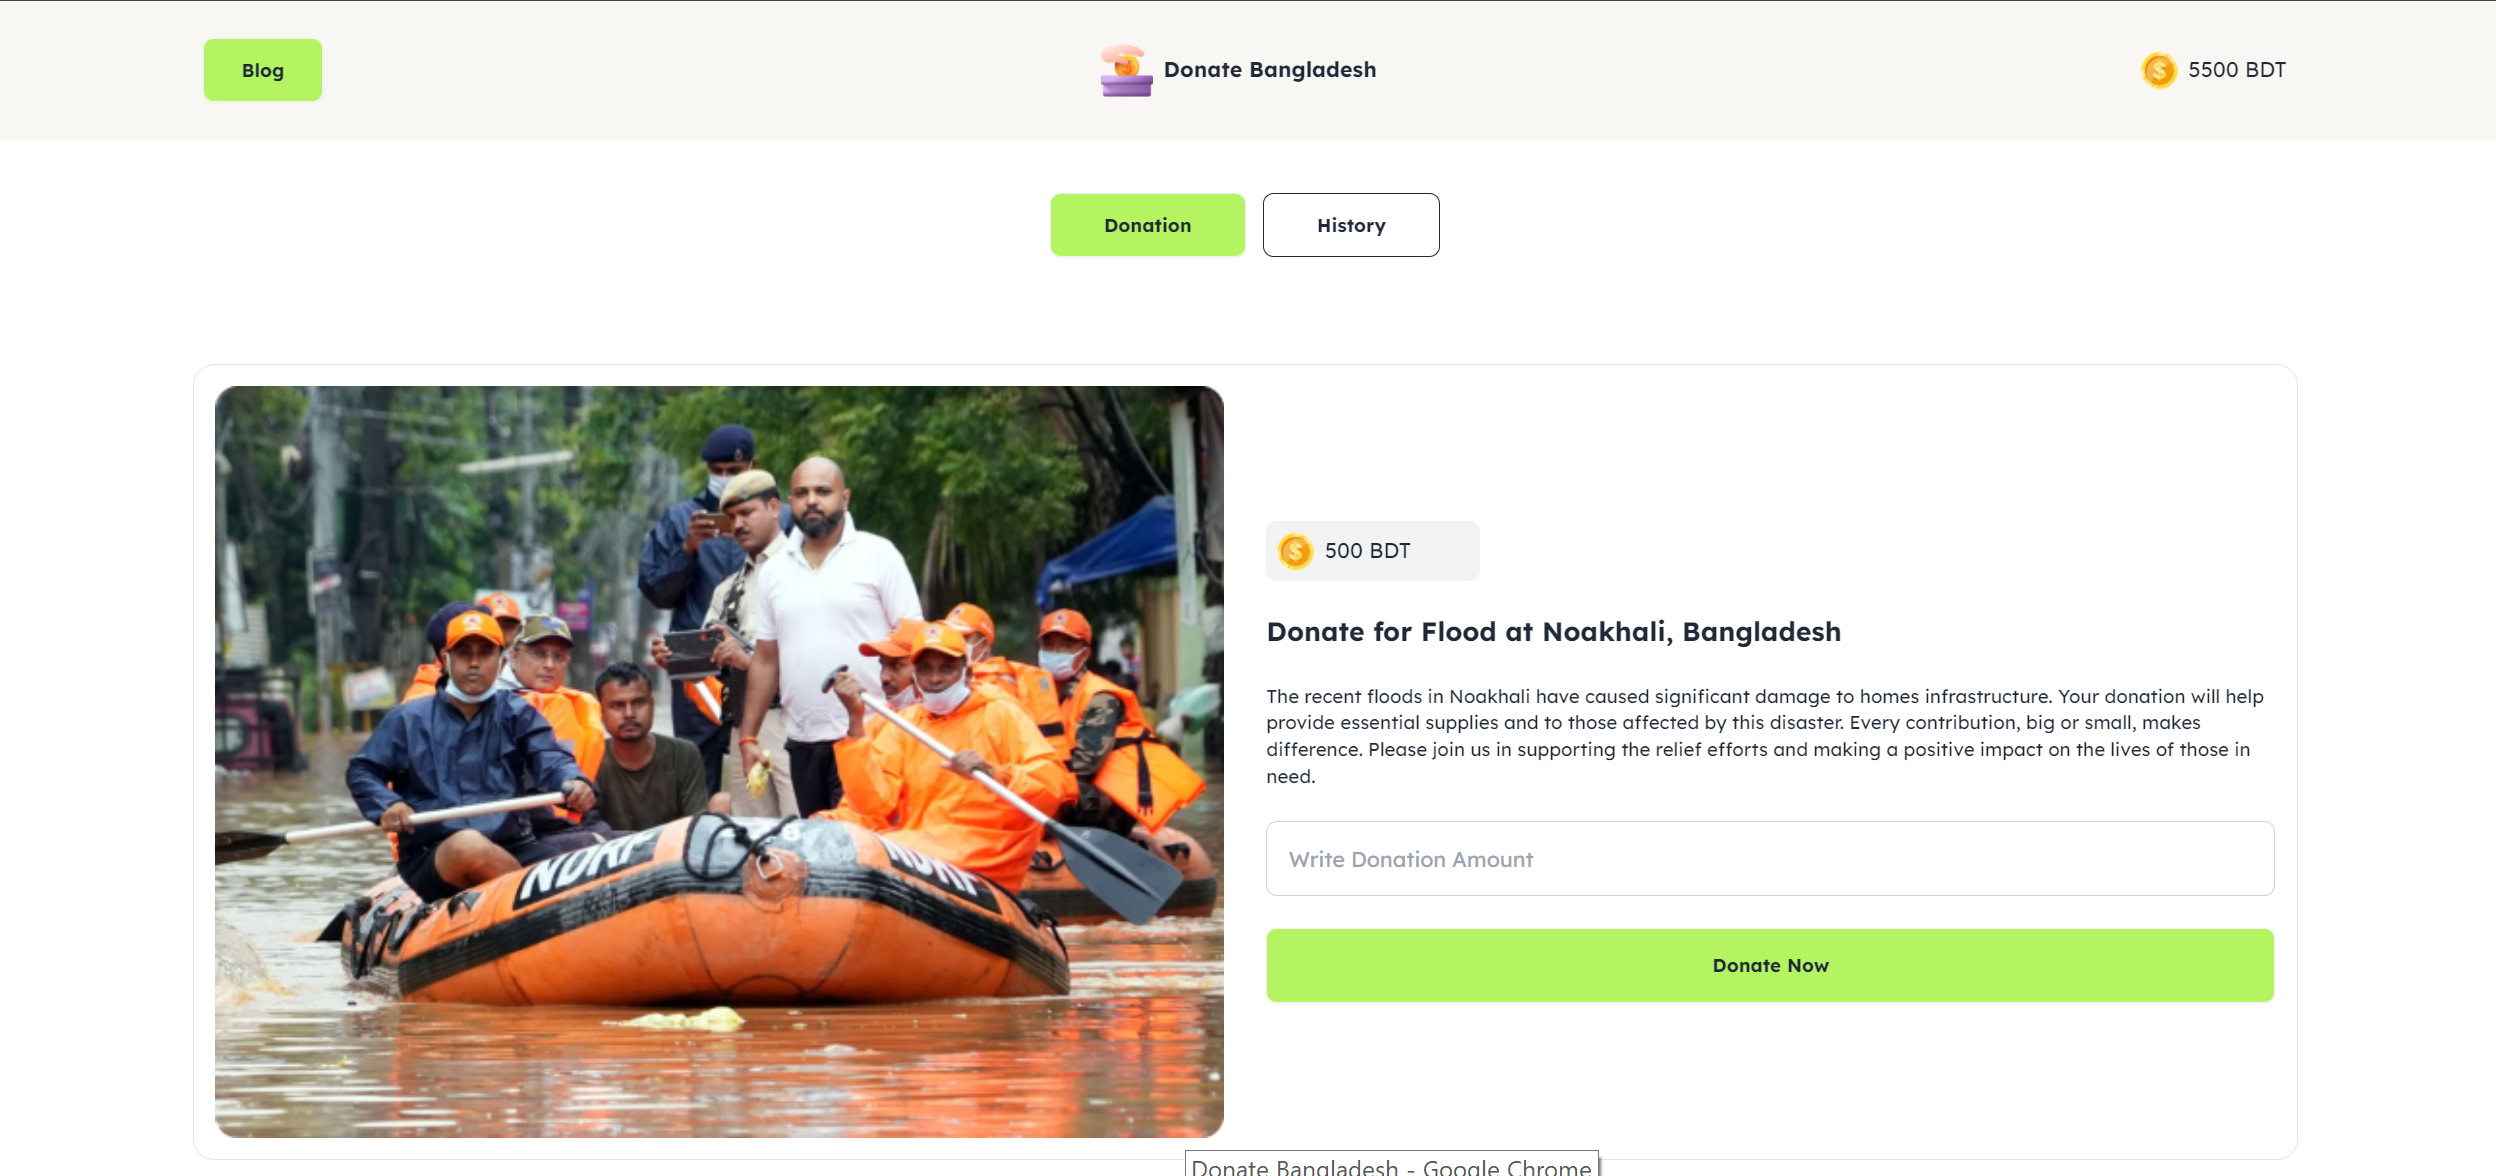 Blog
Donate Bangladesh
5500 BDT
Donation
History
500 BDT
Donate for Flood at Noakhali, Bangladesh
The recent floods in Noakhali have caused significant damage to homes infrastructure. Your donation will help
provide essential supplies and to those affected by this disaster. Every contribution, big or small, makes
difference. Please join us in supporting the relief efforts and making a positive impact on the lives of those in
need.
Write Donation Amount
Donate Now
NDRF
NDRF
Donate Bangladesh - Google Chrome